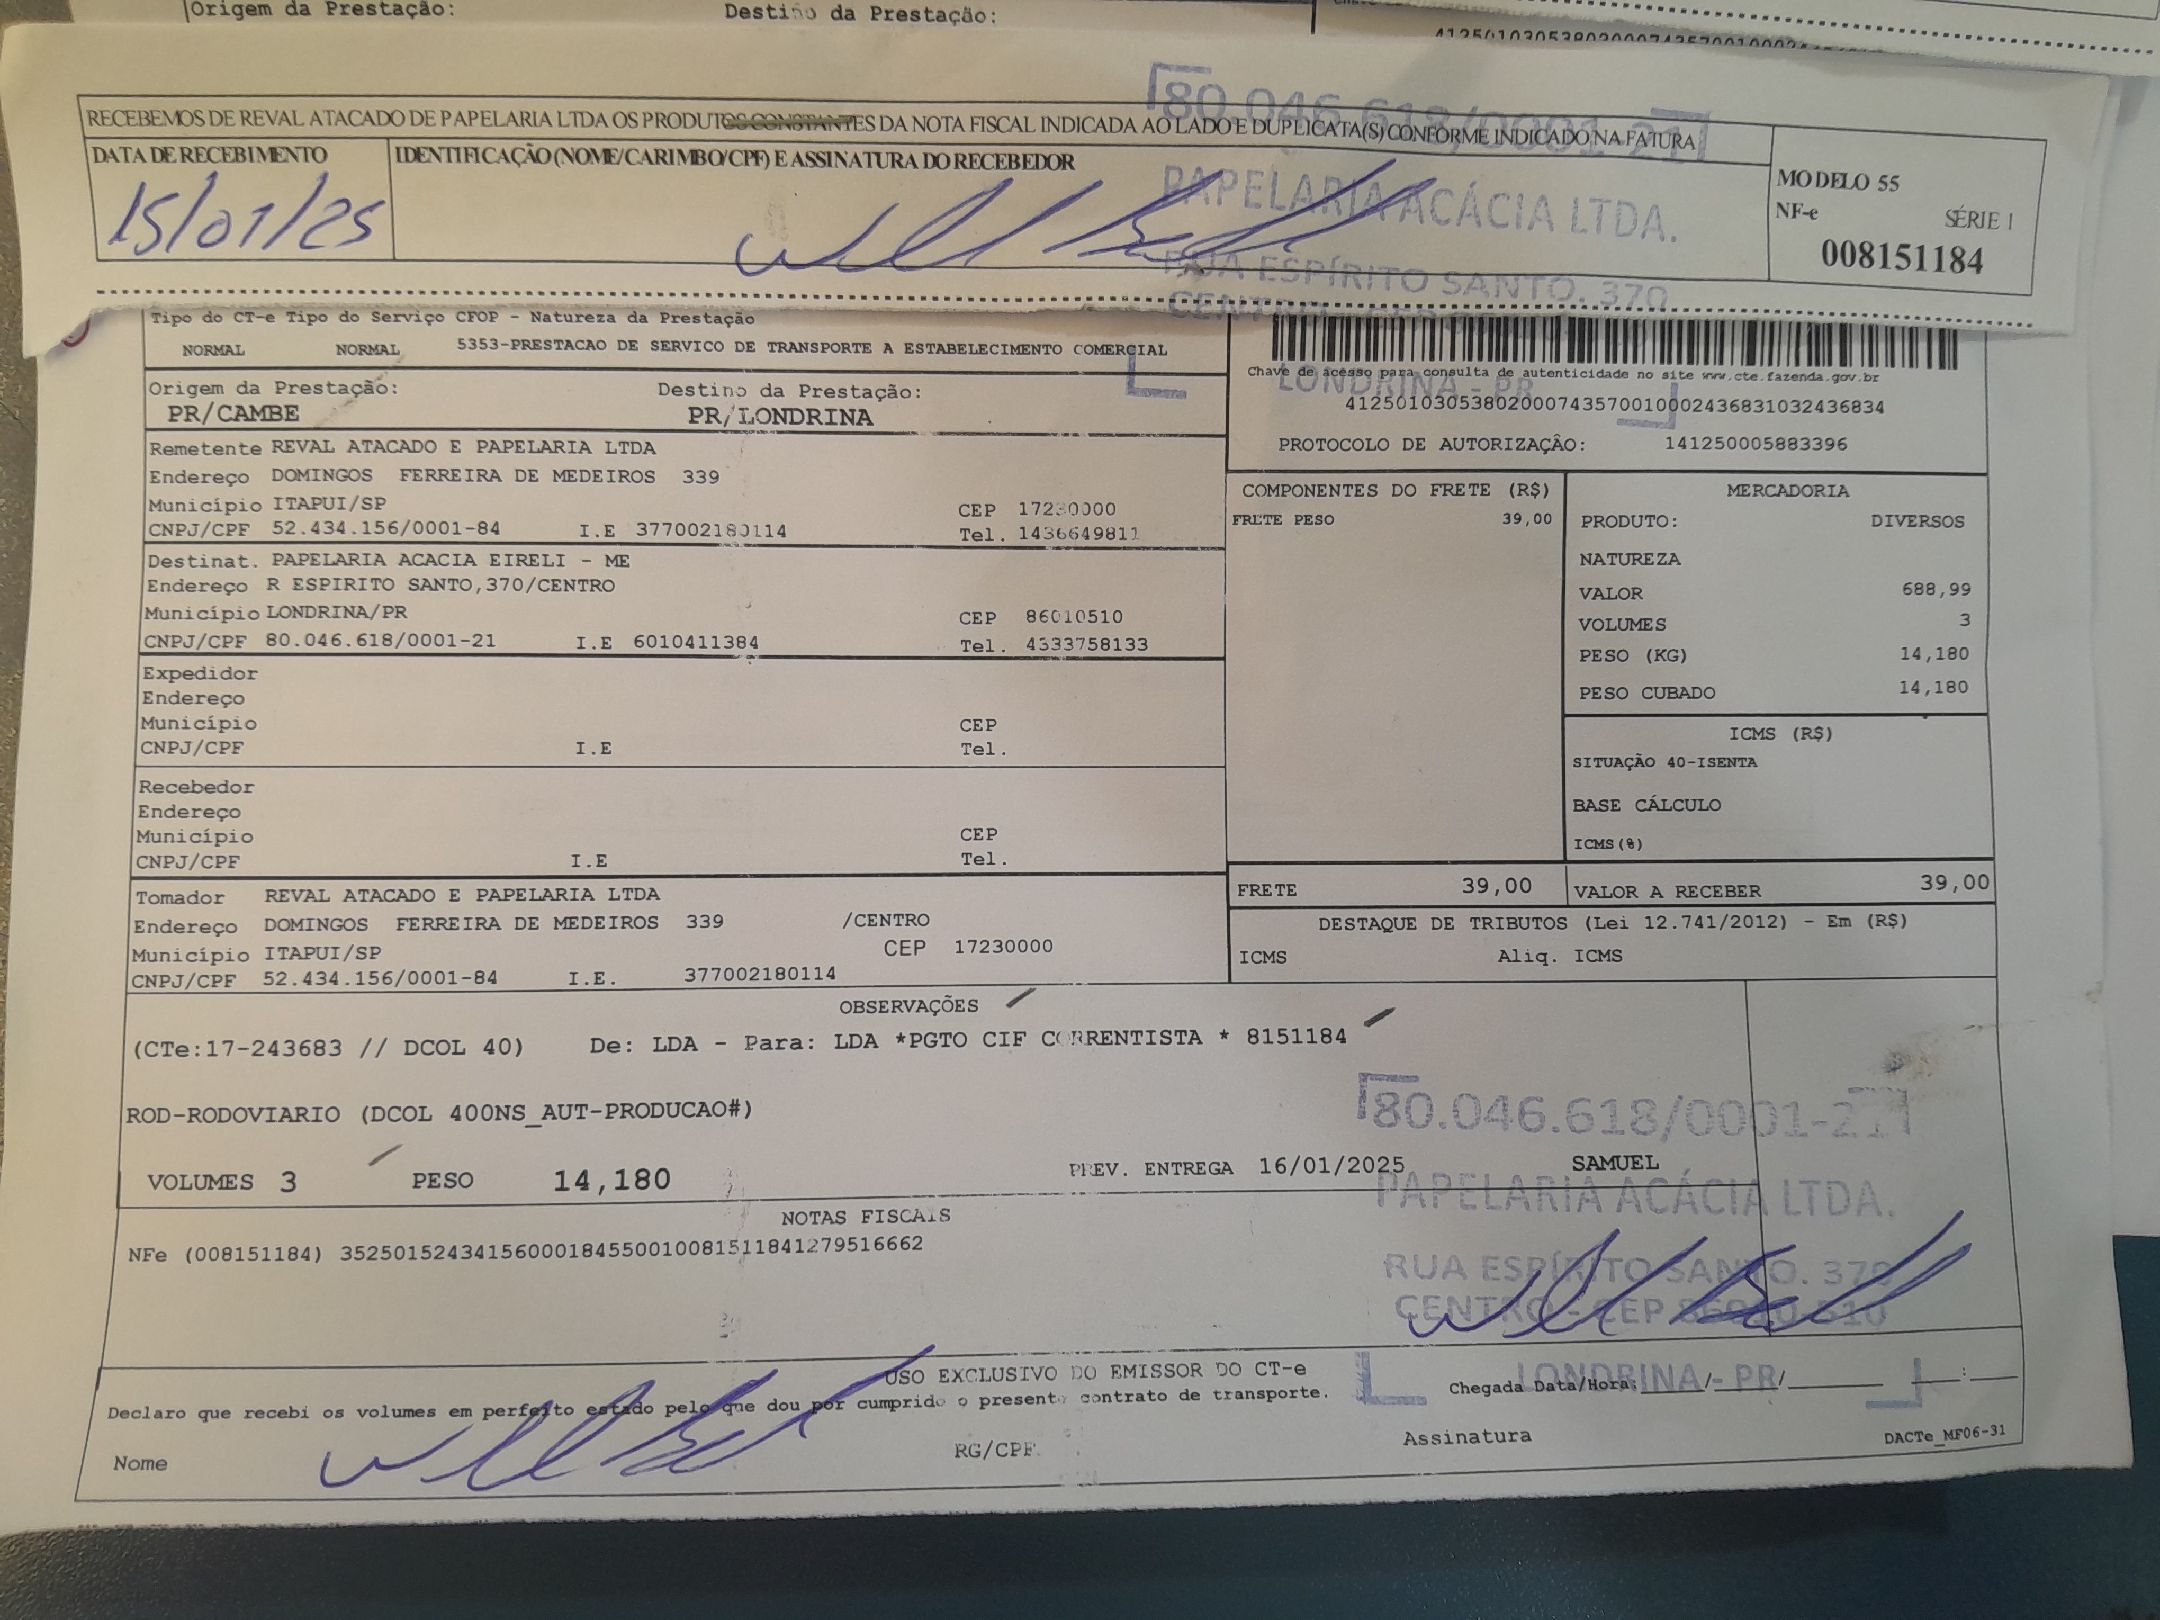 Origem da Prestação: Destino da Prestação:
RECEBEMOS DE REVAL ATACADO DE PAPELARIA LTDA OS PRODUTOS CONSTANTES DA NOTA FISCAL INDICADA AO LADO E DUPLICATA(S) CONFORME INDICADO NA FATURA
80.046.618/0001-21
DATA DE RECEBIMENTO IDENTIFICAÇÃO (NOME/CARIMBO/CPF) E ASSINATURA DO RECEBEDOR
15/01/25
PAPELARIA ACÁCIA LTDA.
RUA ESPÍRITO SANTO. 370
MODELO 55
NF-e SÉRIE 1
008151184
Tipo do CT-e Tipo do Serviço CFOP - Natureza da Prestação
NORMAL NORMAL 5353-PRESTACAO DE SERVICO DE TRANSPORTE A ESTABELECIMENTO COMERCIAL
Chave de acesso para consulta de autenticidade no site www.cte.fazenda.gov.br
LONDRINA - PR
41250103053802000743570010002436831032436834
PROTOCOLO DE AUTORIZAÇÃO: 141250005883396
Origem da Prestação: Destino da Prestação:
PR/CAMBE PR/LONDRINA
Remetente REVAL ATACADO E PAPELARIA LTDA
Endereço DOMINGOS FERREIRA DE MEDEIROS 339
Município ITAPUI/SP CEP 17230000
CNPJ/CPF 52.434.156/0001-84 I.E 377002180114 Tel. 1436649811
Destinat. PAPELARIA ACACIA EIRELI - ME
Endereço R ESPIRITO SANTO,370/CENTRO
Município LONDRINA/PR CEP 86010510
CNPJ/CPF 80.046.618/0001-21 I.E 6010411384 Tel. 4333758133
Expedidor
Endereço
Município CEP
CNPJ/CPF I.E Tel.
Recebedor
Endereço
Município CEP
CNPJ/CPF I.E Tel.
Tomador REVAL ATACADO E PAPELARIA LTDA
Endereço DOMINGOS FERREIRA DE MEDEIROS 339 /CENTRO
Município ITAPUI/SP CEP 17230000
CNPJ/CPF 52.434.156/0001-84 I.E. 377002180114
COMPONENTES DO FRETE (R$)
FRETE PESO 39,00
MERCADORIA
PRODUTO: DIVERSOS
NATUREZA
VALOR 688,99
VOLUMES 3
PESO (KG) 14,180
PESO CUBADO 14,180
ICMS (R$)
SITUAÇÃO 40-ISENTA
BASE CÁLCULO
ICMS(%)
FRETE 39,00 VALOR A RECEBER 39,00
DESTAQUE DE TRIBUTOS (Lei 12.741/2012) - Em (R$)
ICMS Aliq. ICMS
OBSERVAÇÕES
(CTe:17-243683 // DCOL 40) De: LDA - Para: LDA *PGTO CIF CORRENTISTA * 8151184
ROD-RODOVIARIO (DCOL 400NS_AUT-PRODUCAO#)
80.046.618/0001-21
VOLUMES 3 PESO 14,180 PREV. ENTREGA 16/01/2025 SAMUEL
PAPELARIA ACÁCIA LTDA.
NOTAS FISCAIS
NFe (008151184) 35250152434156000184550010081511841279516662
RUA ESPÍRITO SANTO. 370
CENTRO - CEP 86010-510
LONDRINA - PR
USO EXCLUSIVO DO EMISSOR DO CT-e
Declaro que recebi os volumes em perfeito estado pelo que dou por cumprido o presente contrato de transporte.
Chegada Data/Hora: / / :
Nome RG/CPF Assinatura DACTe_MF06-31